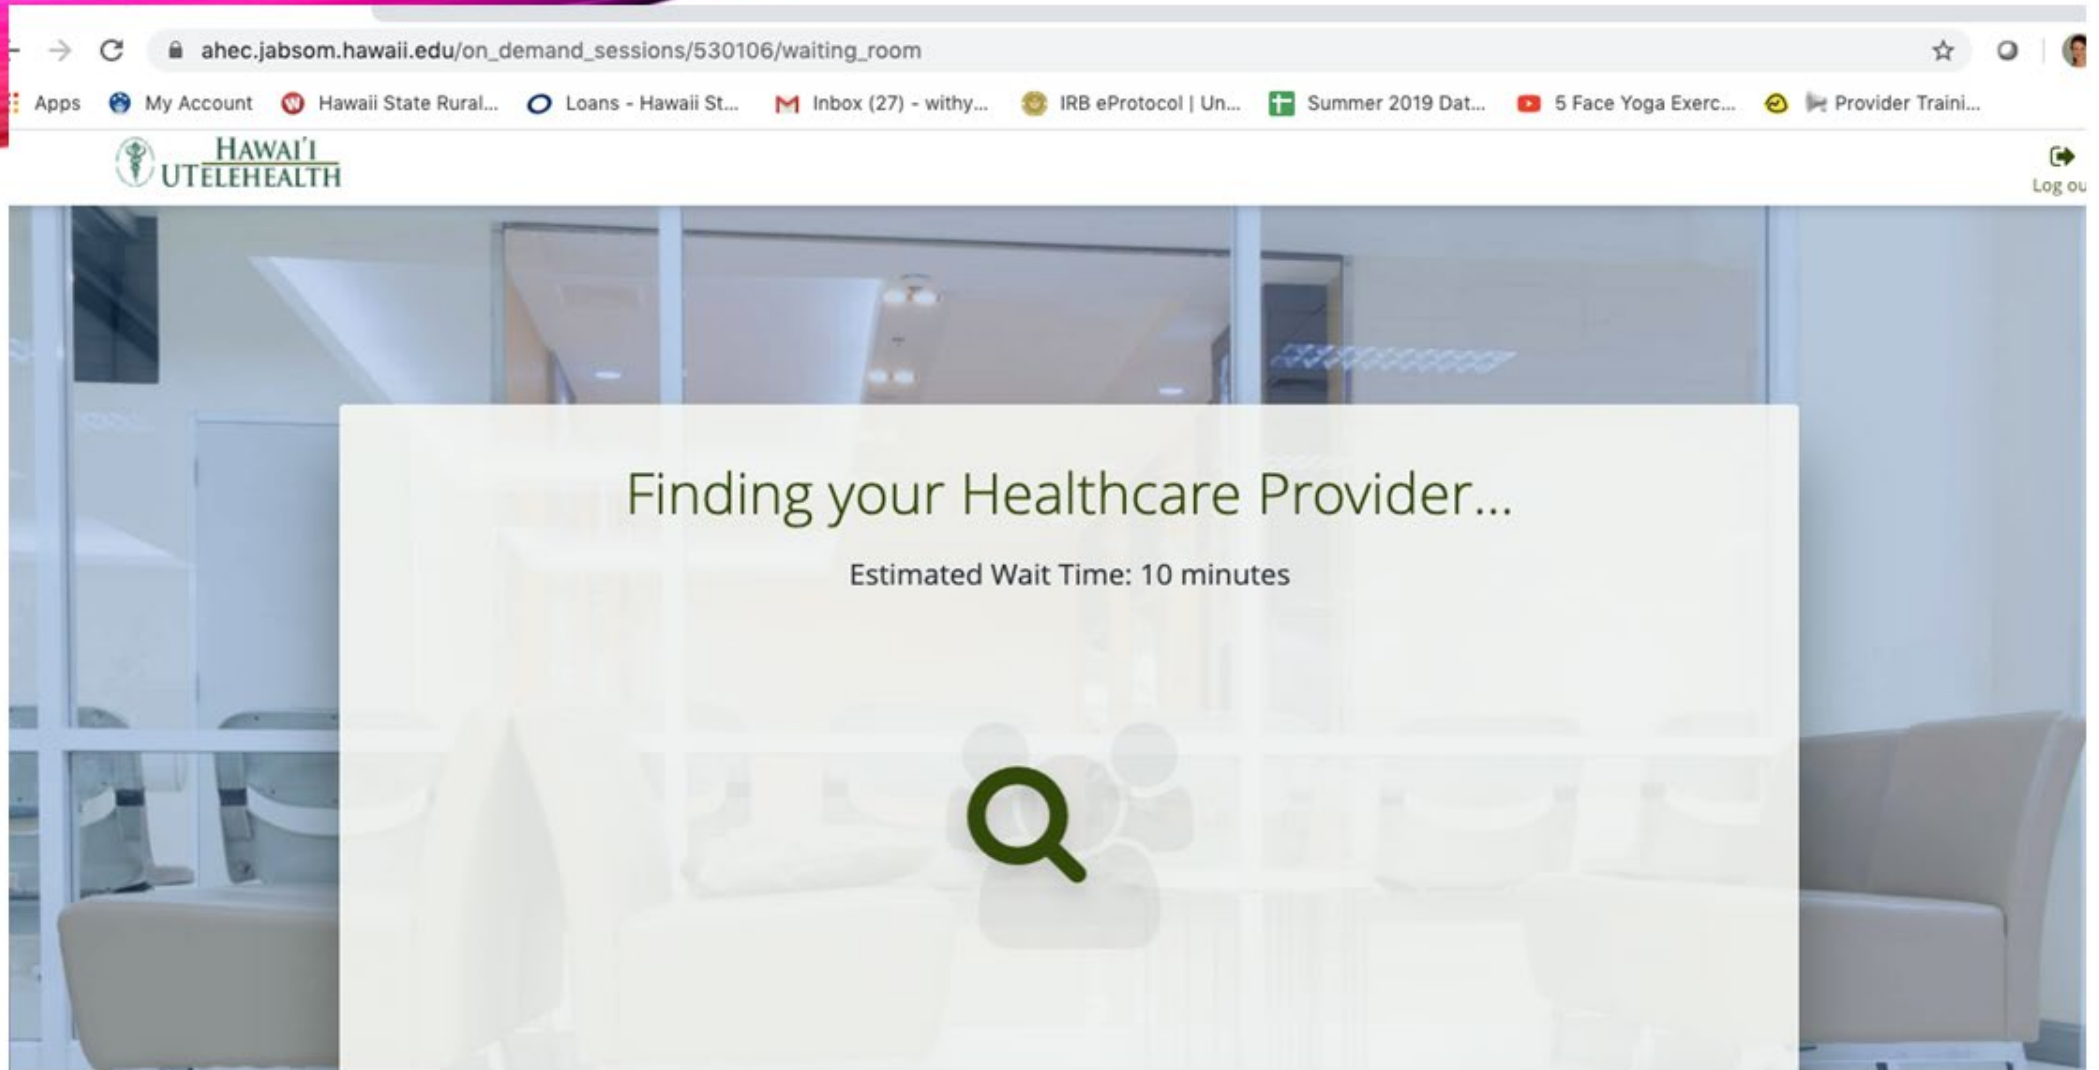 ahec.jabsom.hawaii.edu/on_demand_sessions/530106/waiting_room
Apps My Account Hawaii State Rural... Loans - Hawaii St... Inbox (27) - withy... IRB eProtocol | Un... Summer 2019 Dat... 5 Face Yoga Exerc... Provider Traini...
HAWAI'I
UTELEHEALTH
Log ou
Finding your Healthcare Provider...
Estimated Wait Time: 10 minutes